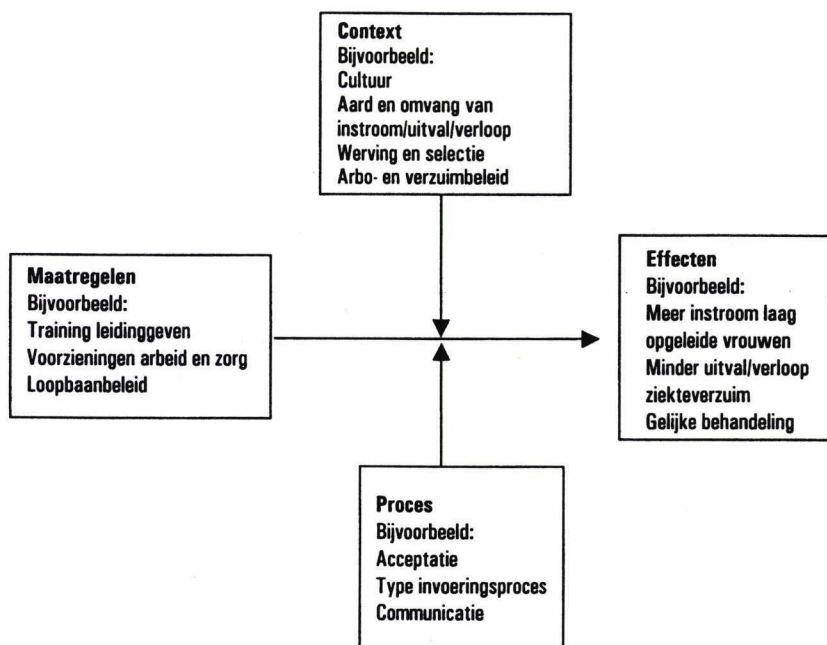 Context
Bijvoorbeeld:
Cultuur
Aard en omvang van
instroom/uitval/verloop
Werving en selectie
Arbo- en verzuimbeleid
Maatregelen
Bijvoorbeeld:
Training leidinggeven
Voorzieningen arbeid en zorg
Loopbaanbeleid
Effecten
Bijvoorbeeld:
Meer instroom laag
opgeleide vrouwen
Minder uitval/verloop
ziekteverzuim
Gelijke behandeling
Proces
Bijvoorbeeld:
Acceptatie
Type invoeringsproces
Communicatie